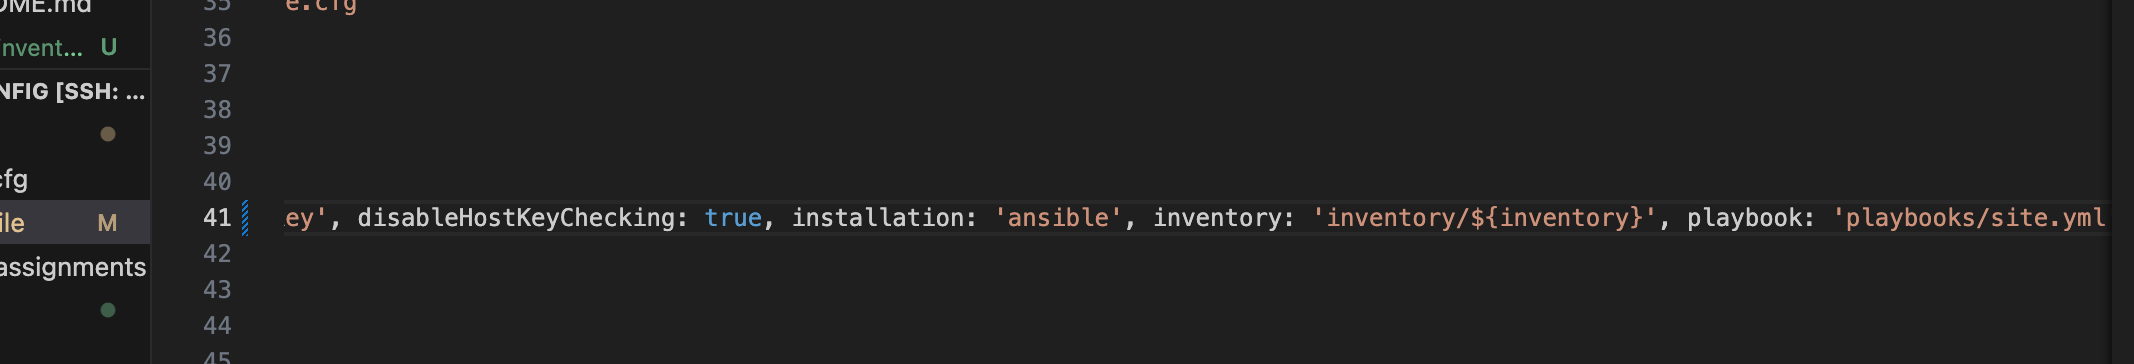 OME.md
invent... U
NFIG [SSH: ...
cfg
ile M
assignments
35 e.cfg
36
37
38
39
40
41 ey', disableHostKeyChecking: true, installation: 'ansible', inventory: 'inventory/${inventory}', playbook: 'playbooks/site.yml
42
43
44
45